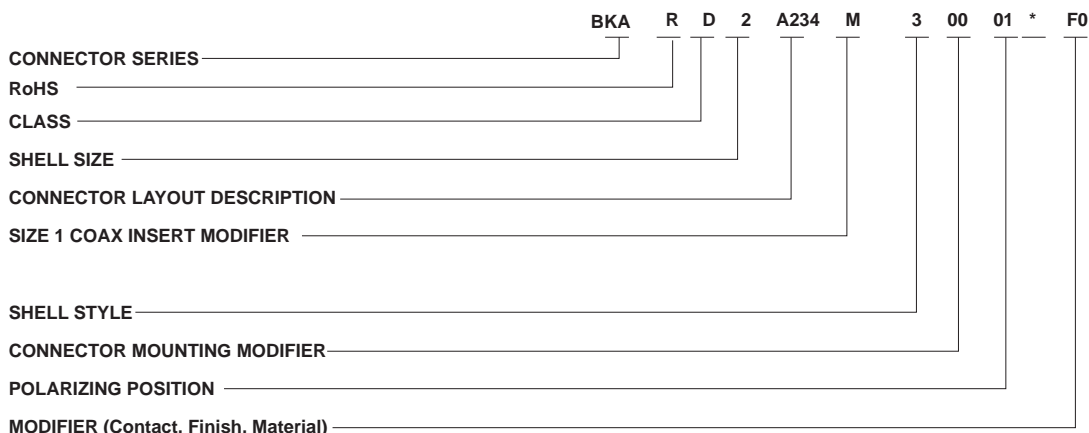 BKA R D 2 A234 M 3 00 01 * F0
CONNECTOR SERIES
RoHS
CLASS
SHELL SIZE
CONNECTOR LAYOUT DESCRIPTION
SIZE 1 COAX INSERT MODIFIER
SHELL STYLE
CONNECTOR MOUNTING MODIFIER
POLARIZING POSITION
MODIFIER (Contact, Finish, Material)